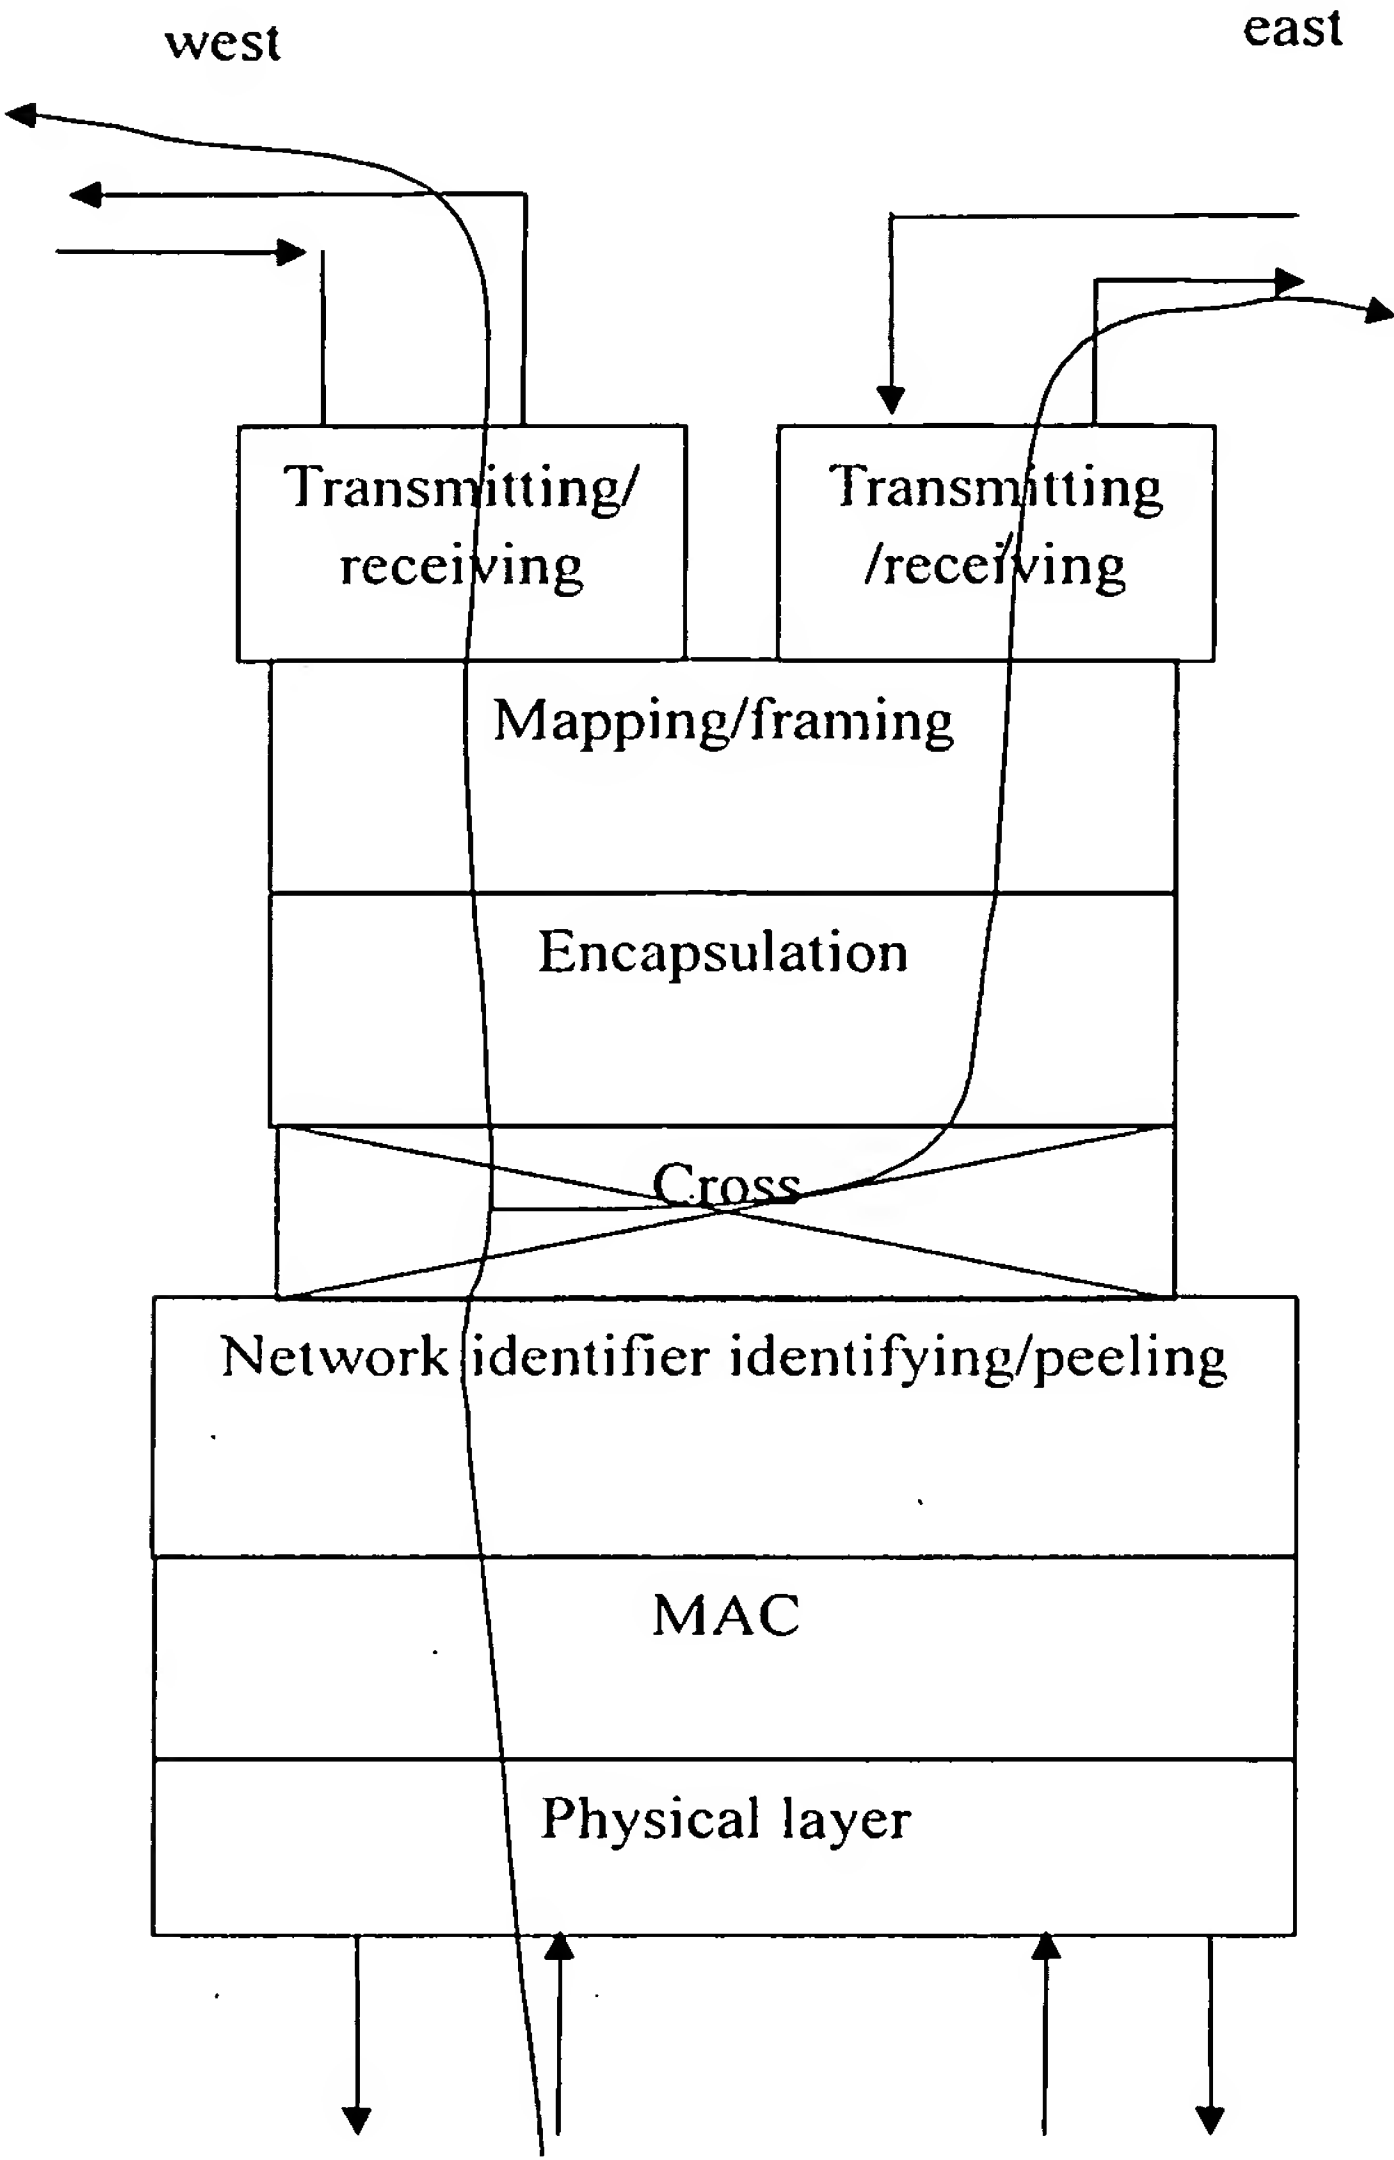 west
east
Transmitting/
receiving
Transmitting
/receiving
Mapping/framing
Encapsulation
Cross
Network identifier identifying/peeling
MAC
Physical layer